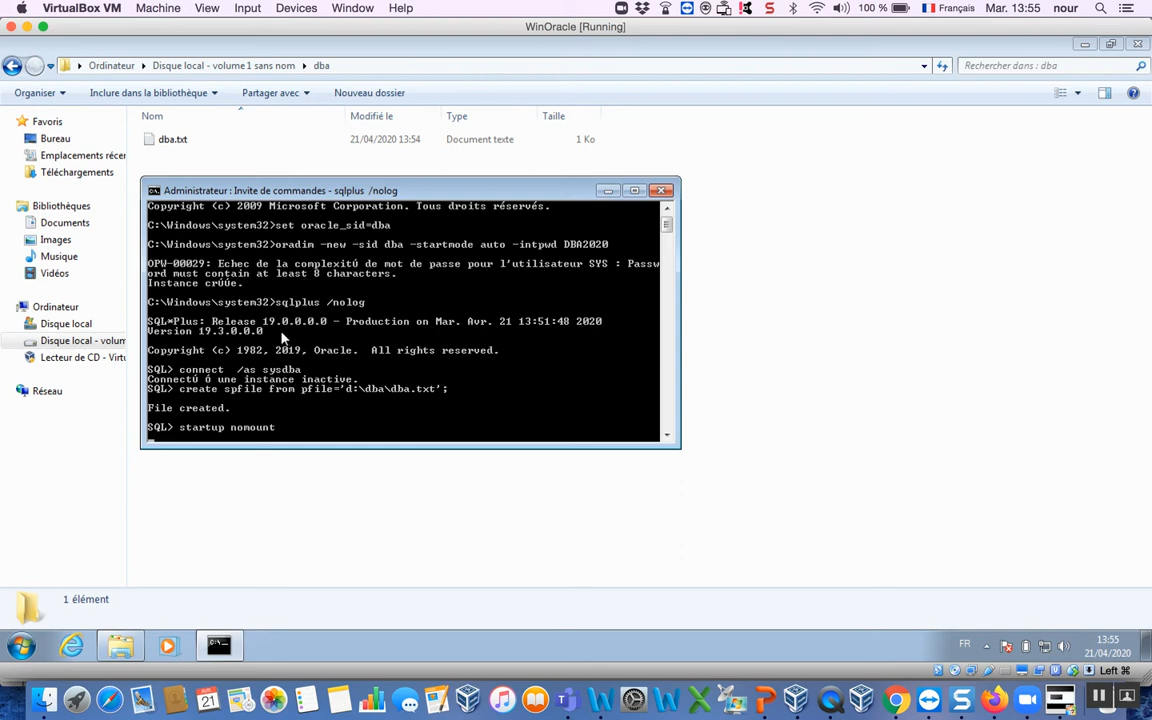 VirtualBox VM Machine View Input Devices Window Help 100 % Français Mar. 13:55 nour
WinOracle [Running]
Ordinateur Disque local - volume 1 sans nom dba Rechercher dans : dba
Organiser Inclure dans la bibliothèque Partager avec Nouveau dossier
Nom Modifié le Type Taille
dba.txt 21/04/2020 13:54 Document texte 1 Ko
Favoris
Bureau
Emplacements récer
Téléchargements
Bibliothèques
Documents
Images
Musique
Vidéos
Ordinateur
Disque local
Disque local - volum
Lecteur de CD - Virtu
Réseau
Administrateur : Invite de commandes - sqlplus /nolog
Copyright (c) 2009 Microsoft Corporation. Tous droits réservés.
C:\Windows\system32>set oracle_sid=dba
C:\Windows\system32>oradim -new -sid dba -startmode auto -intpwd DBA2020
OPW-00029: Echec de la complexitú de mot de passe pour l'utilisateur SYS : Passw
ord must contain at least 8 characters.
Instance crúúe.
C:\Windows\system32>sqlplus /nolog
SQL*Plus: Release 19.0.0.0.0 - Production on Mar. Avr. 21 13:51:48 2020
Version 19.3.0.0.0
Copyright (c) 1982, 2019, Oracle. All rights reserved.
SQL> connect /as sysdba
Connectú ó une instance inactive.
SQL> create spfile from pfile='d:\dba\dba.txt';
File created.
SQL> startup nomount
1 élément
FR 13:55
21/04/2020
Left ⌘